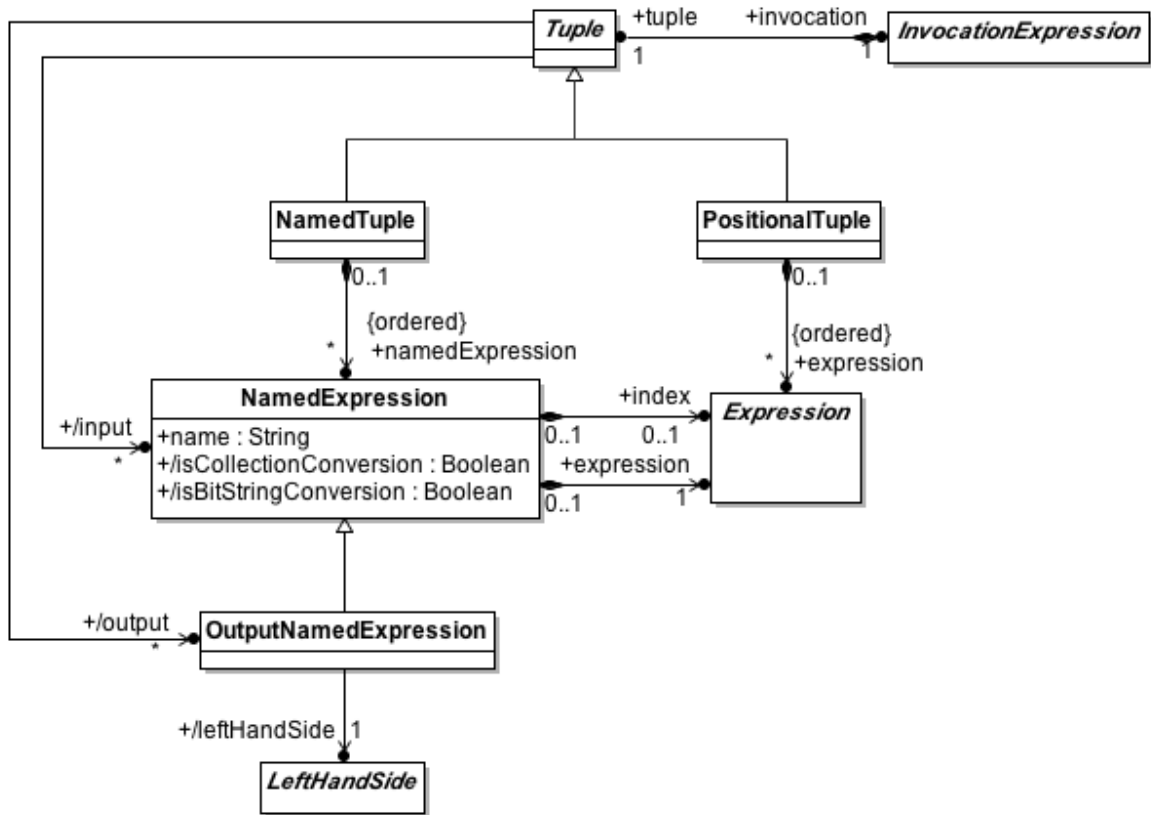 Tuple
+tuple
+invocation
1
1
InvocationExpression
NamedTuple
PositionalTuple
0..1
0..1
{ordered}
+namedExpression
*
{ordered}
+expression
*
NamedExpression
+name : String
+/isCollectionConversion : Boolean
+/isBitStringConversion : Boolean
+/input
*
+index
0..1
0..1
+expression
0..1
1
Expression
+/output
*
OutputNamedExpression
+/leftHandSide
1
LeftHandSide